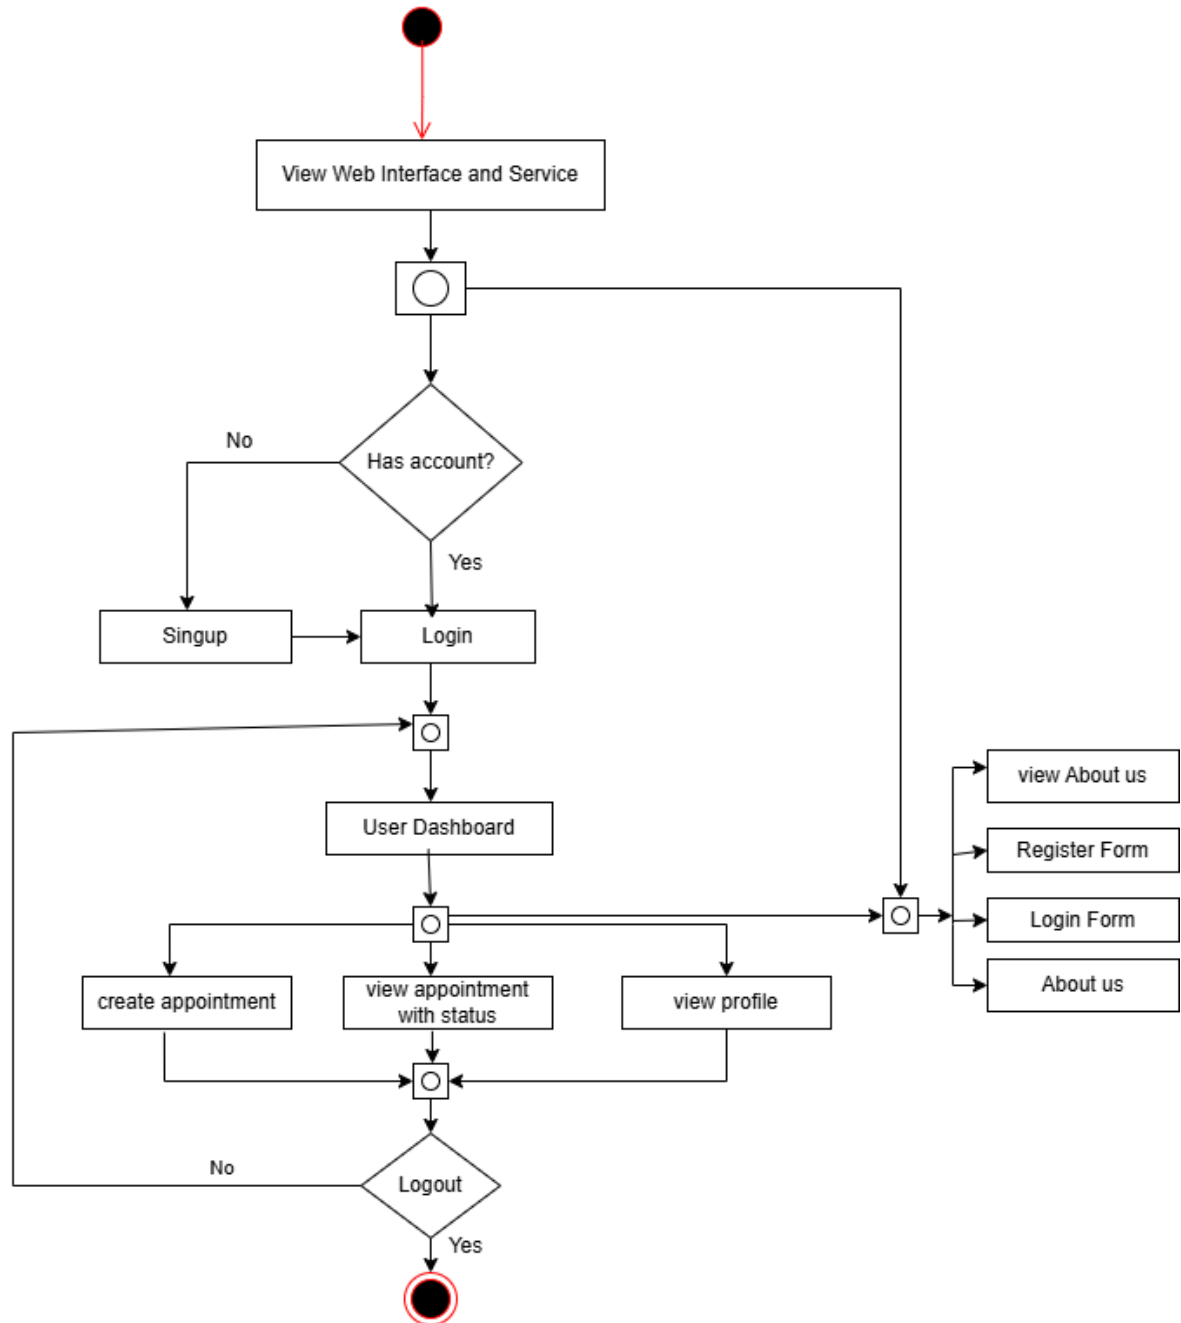 View Web Interface and Service
No
Has account?
Yes
Singup
Login
User Dashboard
view About us
Register Form
Login Form
About us
create appointment
view appointment
with status
view profile
No
Logout
Yes